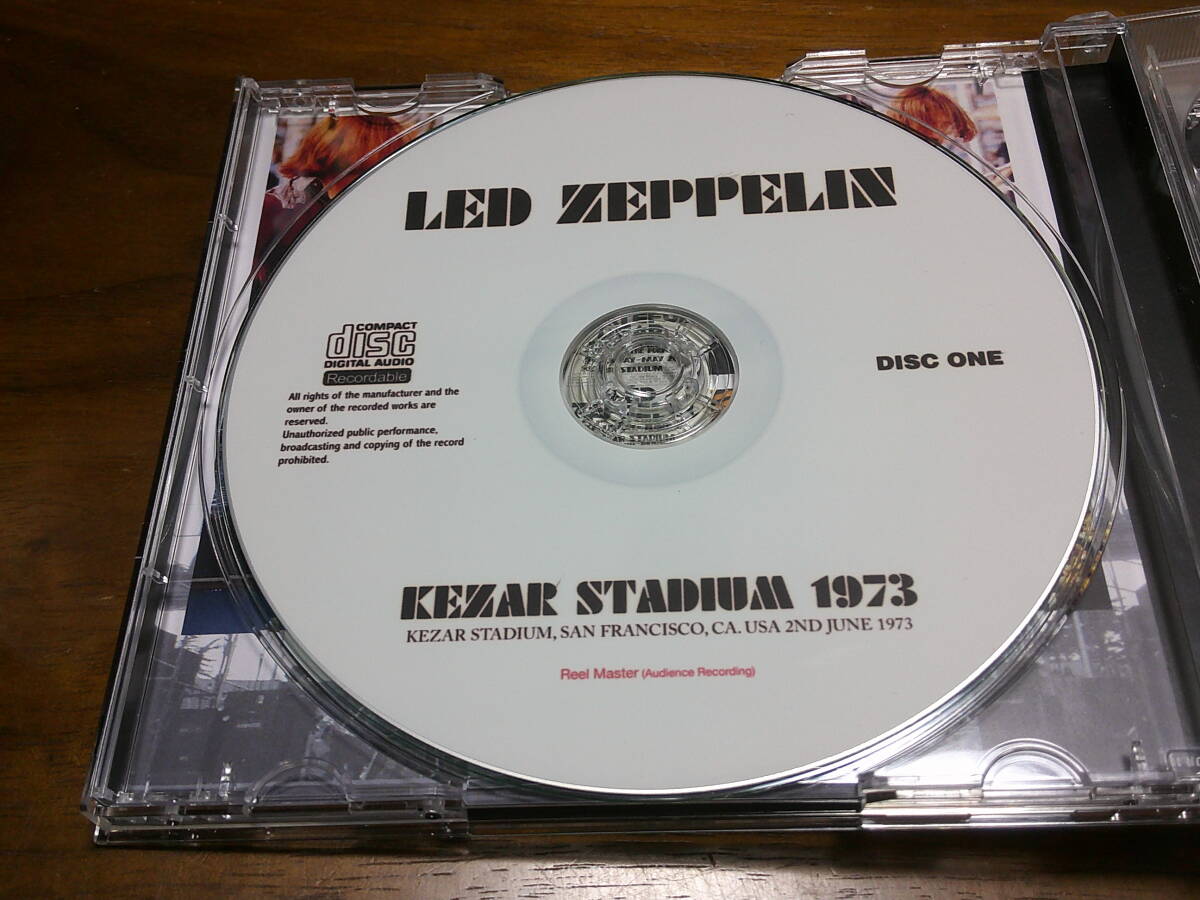 LED ZEPPELIN
COMPACT
disc
DIGITAL AUDIO
Recordable
All rights of the manufacturer and the
owner of the recorded works are
reserved.
Unauthorized public performance,
broadcasting and copying of the record
prohibited.
DISC ONE
STADIUM
STADIUM
KEZAR STADIUM 1973
KEZAR STADIUM, SAN FRANCISCO, CA. USA 2ND JUNE 1973
Reel Master (Audience Recording)